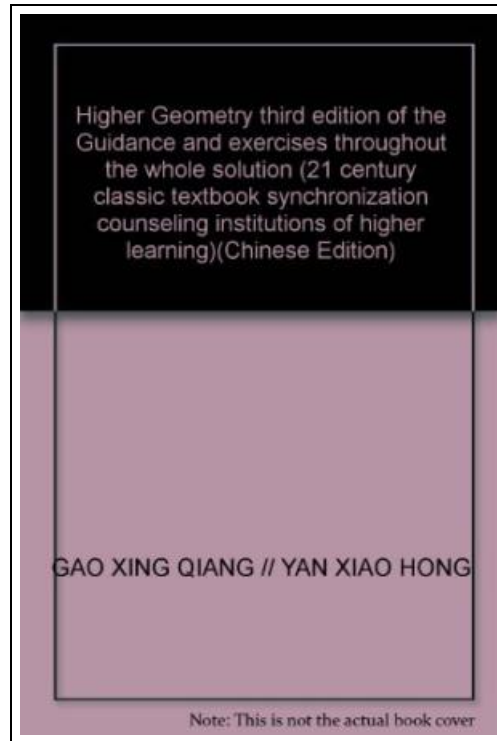 Higher Geometry third edition of the
Guidance and exercises throughout
the whole solution (21 century
classic textbook synchronization
counseling institutions of higher
learning)(Chinese Edition)
GAO XING QIANG // YAN XIAO HONG
Note: This is not the actual book cover